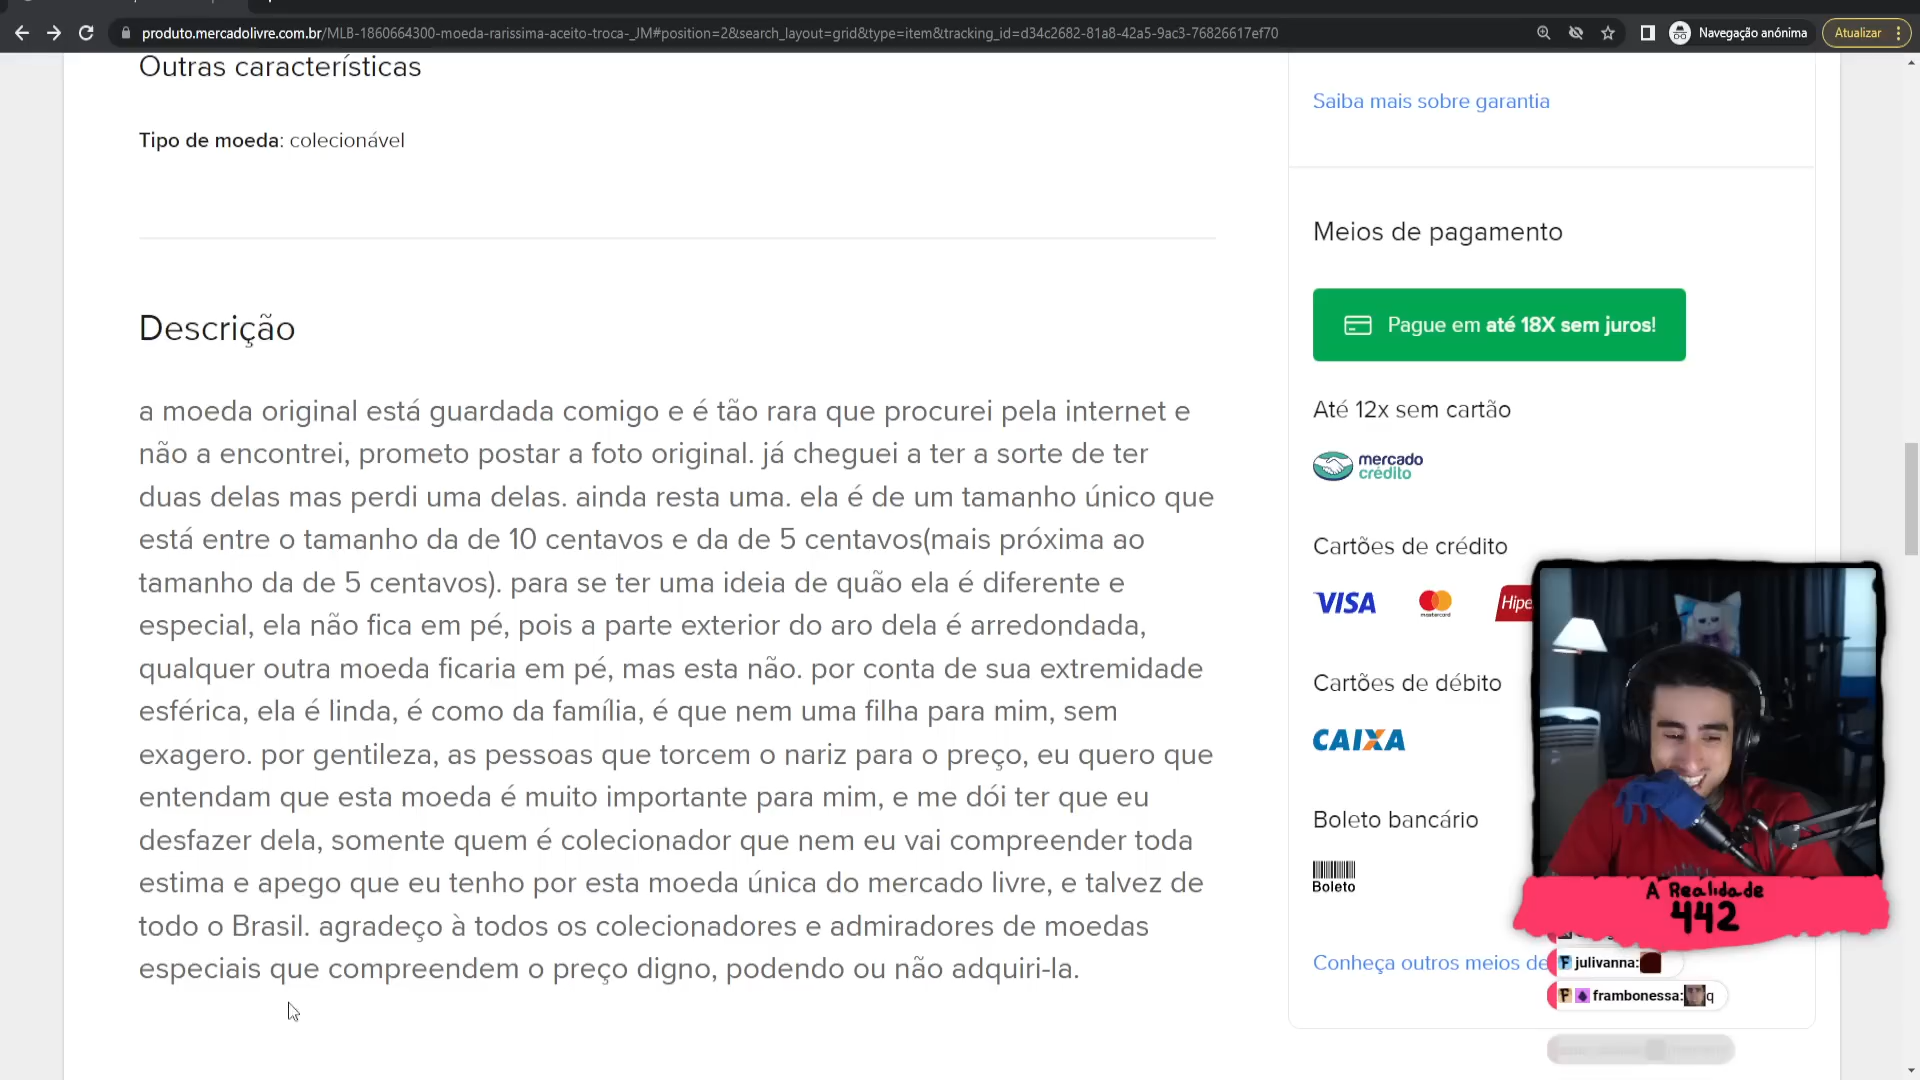 produto.mercadolivre.com.br/MLB-1860664300-moeda-rarissima-aceito-troca-_JM#position=2&search_layout=grid&type=item&tracking_id=d34c2682-81a8-42a5-9ac3-76826617ef70
Navegação anónima
Atualizar
Outras características
Tipo de moeda: colecionável
Descrição
a moeda original está guardada comigo e é tão rara que procurei pela internet e
não a encontrei, prometo postar a foto original. já cheguei a ter a sorte de ter
duas delas mas perdi uma delas. ainda resta uma. ela é de um tamanho único que
está entre o tamanho da de 10 centavos e da de 5 centavos(mais próxima ao
tamanho da de 5 centavos). para se ter uma ideia de quão ela é diferente e
especial, ela não fica em pé, pois a parte exterior do aro dela é arredondada,
qualquer outra moeda ficaria em pé, mas esta não. por conta de sua extremidade
esférica, ela é linda, é como da família, é que nem uma filha para mim, sem
exagero. por gentileza, as pessoas que torcem o nariz para o preço, eu quero que
entendam que esta moeda é muito importante para mim, e me dói ter que eu
desfazer dela, somente quem é colecionador que nem eu vai compreender toda
estima e apego que eu tenho por esta moeda única do mercado livre, e talvez de
todo o Brasil. agradeço à todos os colecionadores e admiradores de moedas
especiais que compreendem o preço digno, podendo ou não adquiri-la.
Saiba mais sobre garantia
Meios de pagamento
Pague em até 18X sem juros!
Até 12x sem cartão
mercado
crédito
Cartões de crédito
VISA
mastercard
Hipe
Cartões de débito
CAIXA
Boleto bancário
Boleto
Conheça outros meios de
A Realidade
442
julivanna:
frambonessa: q